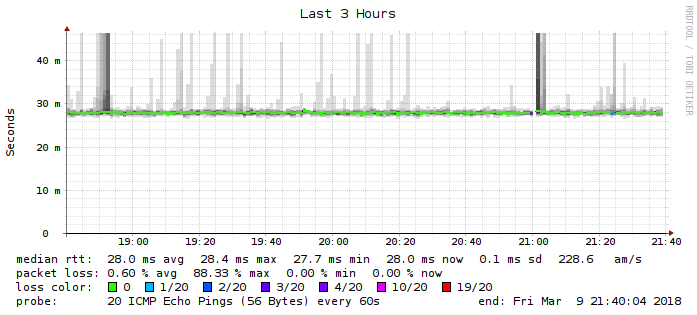 Last 3 Hours
RRDTOOL / TOBI OETIKER
Seconds
40 m
30 m
20 m
10 m
0
19:00 19:20 19:40 20:00 20:20 20:40 21:00 21:20 21:40
median rtt: 28.0 ms avg 28.4 ms max 27.7 ms min 28.0 ms now 0.1 ms sd 228.6 am/s
packet loss: 0.60 % avg 88.33 % max 0.00 % min 0.00 % now
loss color: 0 1/20 2/20 3/20 4/20 10/20 19/20
probe: 20 ICMP Echo Pings (56 Bytes) every 60s end: Fri Mar 9 21:40:04 2018